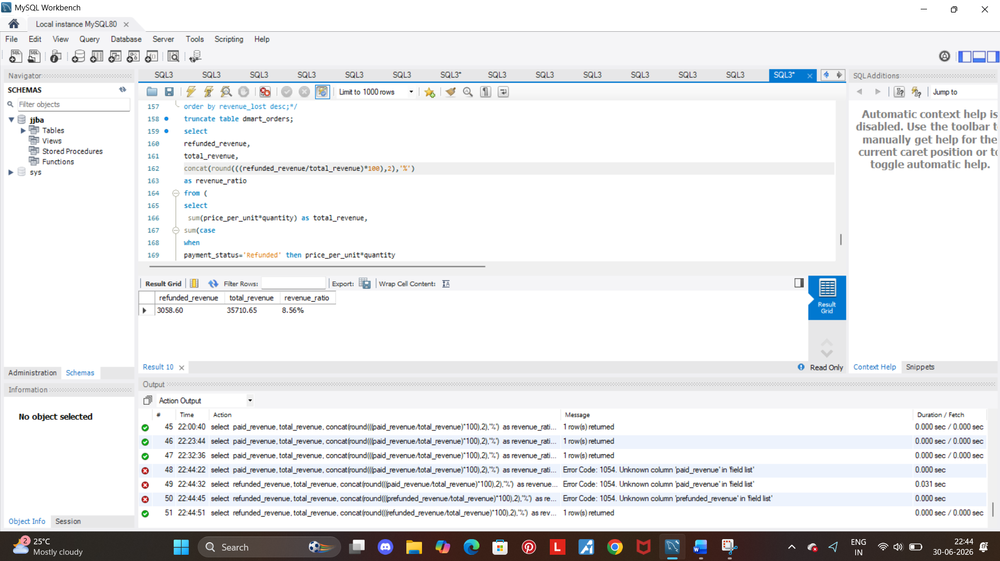 MySQL Workbench
Local instance MySQL80
File Edit View Query Database Server Tools Scripting Help
Navigator
SCHEMAS
Filter objects
jjba
Tables
Views
Stored Procedures
Functions
sys
Administration Schemas
Information
No object selected
Object Info Session
SQL3 SQL3 SQL3 SQL3 SQL3 SQL3 SQL3* SQL3 SQL3 SQL3 SQL3 SQL3 SQL3 SQL3*
Limit to 1000 rows
157 order by revenue_lost desc;*/
158 truncate table dmart_orders;
159 select
160 refunded_revenue,
161 total_revenue,
162 concat(round(((refunded_revenue/total_revenue)*100),2),'%')
163 as revenue_ratio
164 from (
165 select
166 sum(price_per_unit*quantity) as total_revenue,
167 sum(case
168 when
169 payment_status='Refunded' then price_per_unit*quantity
Result Grid Filter Rows: Export: Wrap Cell Content:
refunded_revenue total_revenue revenue_ratio
3058.60 35710.65 8.56%
Result Grid
Result 10 Read Only
SQLAdditions
Jump to
Automatic context help is
disabled. Use the toolbar t
manually get help for the
current caret position or to
toggle automatic help.
Context Help Snippets
Output
Action Output
# Time Action Message Duration / Fetch
45 22:00:40 select paid_revenue, total_revenue, concat(round(((paid_revenue/total_revenue)*100),2),'%') as revenue_rati... 1 row(s) returned 0.000 sec / 0.000 sec
46 22:23:44 select paid_revenue, total_revenue, concat(round(((paid_revenue/total_revenue)*100),2),'%') as revenue_rati... 1 row(s) returned 0.000 sec / 0.000 sec
47 22:32:36 select paid_revenue, total_revenue, concat(round(((paid_revenue/total_revenue)*100),2),'%') as revenue_rati... 1 row(s) returned 0.000 sec / 0.000 sec
48 22:44:22 select paid_revenue, total_revenue, concat(round(((paid_revenue/total_revenue)*100),2),'%') as revenue_rati... Error Code: 1054. Unknown column 'paid_revenue' in 'field list' 0.000 sec
49 22:44:32 select refunded_revenue, total_revenue, concat(round(((paid_revenue/total_revenue)*100),2),'%') as revenue... Error Code: 1054. Unknown column 'paid_revenue' in 'field list' 0.031 sec
50 22:44:45 select refunded_revenue, total_revenue, concat(round(((prefunded_revenue/total_revenue)*100),2),'%') as re... Error Code: 1054. Unknown column 'prefunded_revenue' in 'field list' 0.000 sec
51 22:44:51 select refunded_revenue, total_revenue, concat(round(((refunded_revenue/total_revenue)*100),2),'%') as rev... 1 row(s) returned 0.000 sec / 0.000 sec
2
25°C
Mostly cloudy
Search
L
ENG
IN
22:44
30-06-2026